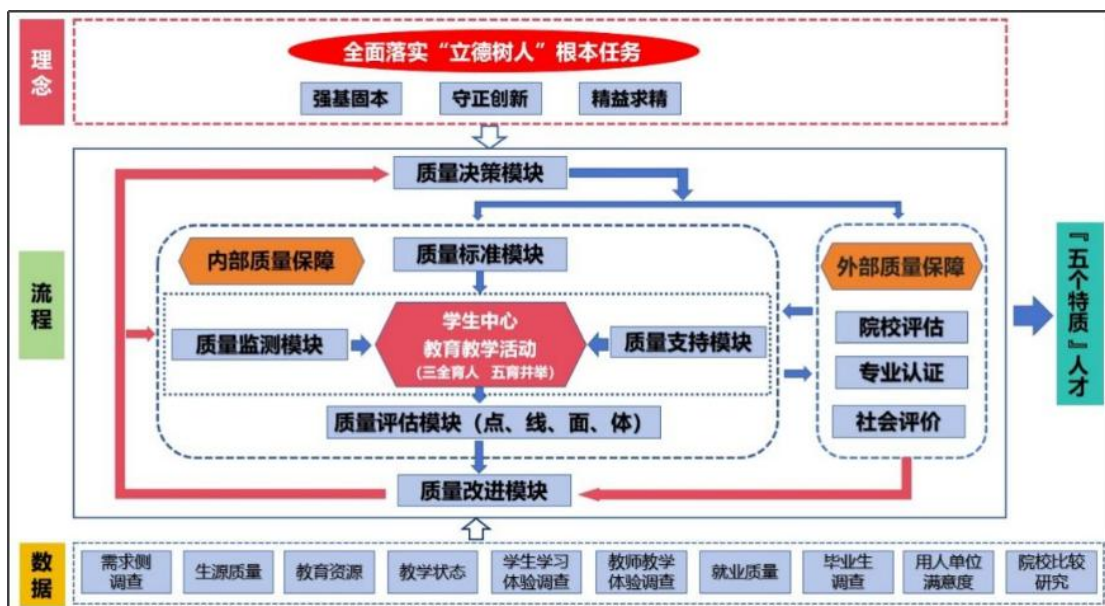 理念
全面落实“立德树人”根本任务
强基固本 守正创新 精益求精
流程
质量决策模块
内部质量保障
质量标准模块
外部质量保障
质量监测模块
学生中心
教育教学活动
（三全育人 五育并举）
质量支持模块
院校评估
专业认证
社会评价
质量评估模块（点、线、面、体）
质量改进模块
『五个特质』人才
数据
需求侧
调查
生源质量
教育资源
教学状态
学生学习
体验调查
教师教学
体验调查
就业质量
毕业生
调查
用人单位
满意度
院校比较
研究